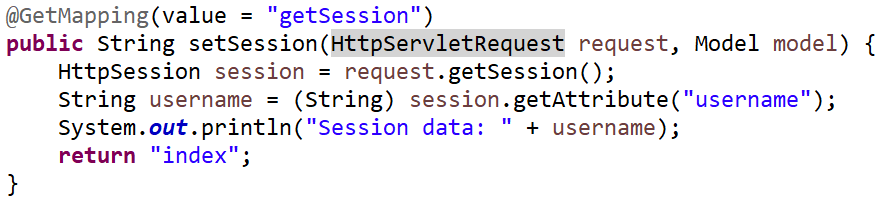 @GetMapping(value = "getSession")
public String setSession(HttpServletRequest request, Model model) {
    HttpSession session = request.getSession();
    String username = (String) session.getAttribute("username");
    System.out.println("Session data: " + username);
    return "index";
}